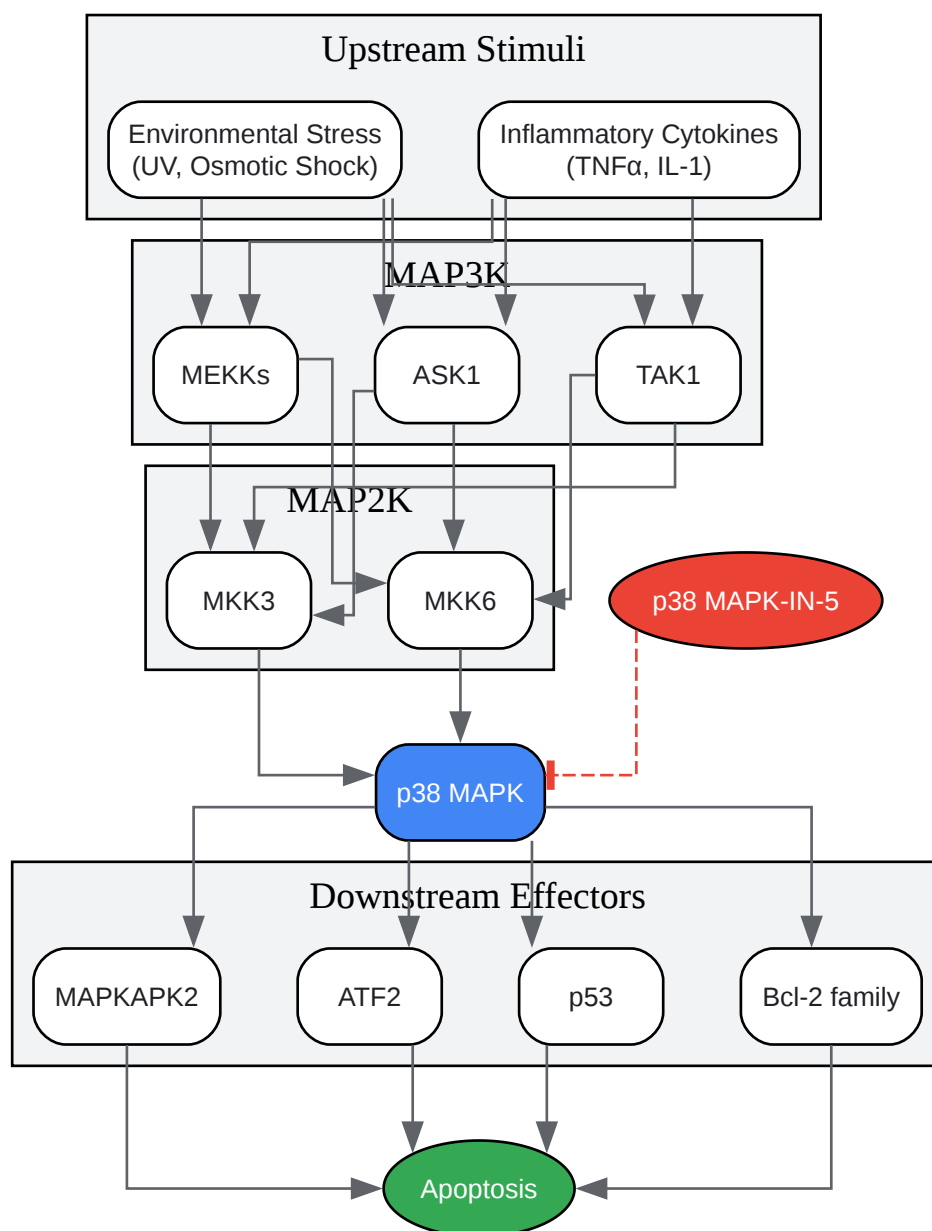 Upstream Stimuli
Environmental Stress
(UV, Osmotic Shock)
Inflammatory Cytokines
(TNFα, IL-1)
MAP3K
MEKKs
ASK1
TAK1
MAP2K
MKK3
MKK6
p38 MAPK-IN-5
p38 MAPK
Downstream Effectors
MAPKAPK2
ATF2
p53
Bcl-2 family
Apoptosis